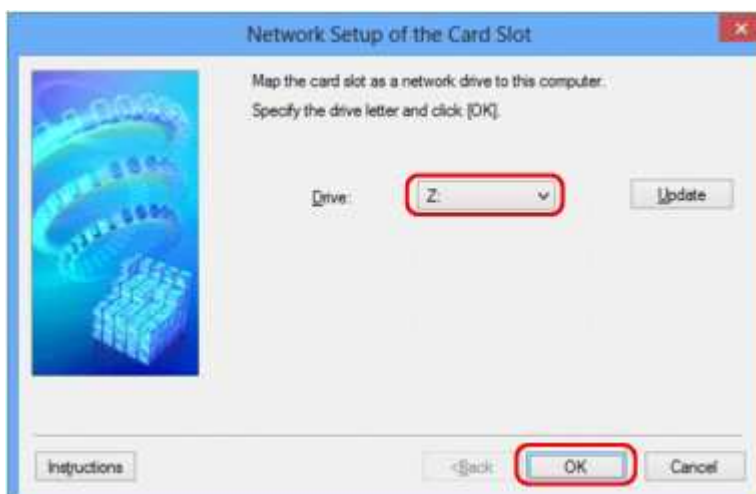 Network Setup of the Card Slot
Map the card slot as a network drive to this computer.
Specify the drive letter and click [OK].
Drive: Z: Update
Instructions <Back OK Cancel